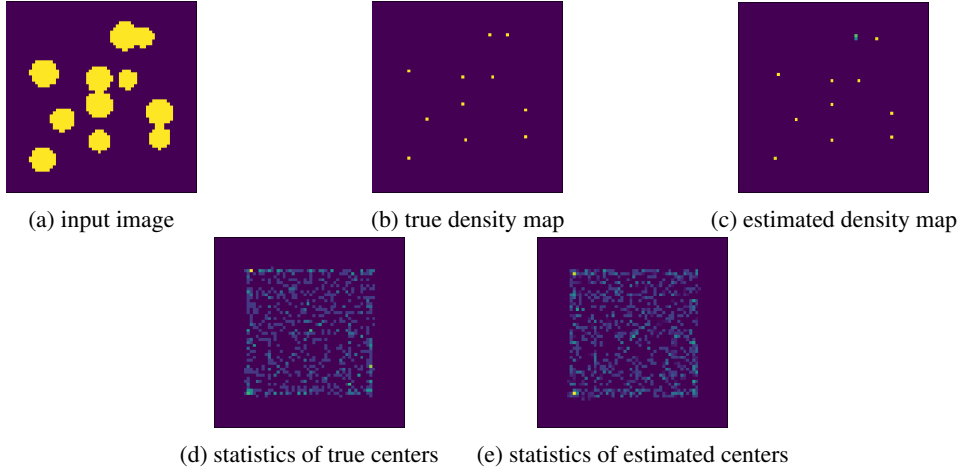 (a) input image
(b) true density map
(c) estimated density map
(d) statistics of true centers
(e) statistics of estimated centers